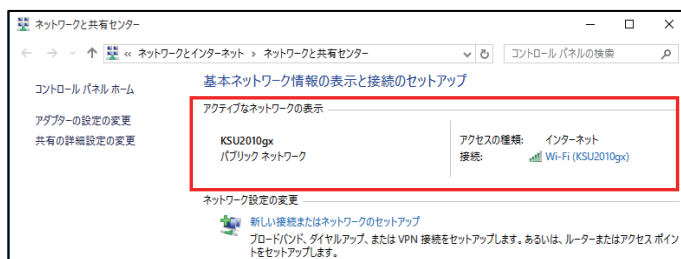 ネットワークと共有センター
« ネットワークとインターネット › ネットワークと共有センター
コントロール パネルの検索
コントロール パネル ホーム
アダプターの設定の変更
共有の詳細設定の変更
基本ネットワーク情報の表示と接続のセットアップ
アクティブなネットワークの表示
KSU2010gx
パブリック ネットワーク
アクセスの種類: インターネット
接続: Wi-Fi (KSU2010gx)
ネットワーク設定の変更
新しい接続またはネットワークのセットアップ
ブロードバンド、ダイヤルアップ、または VPN 接続をセットアップします。あるいは、ルーターまたはアクセス ポイン
トをセットアップします。